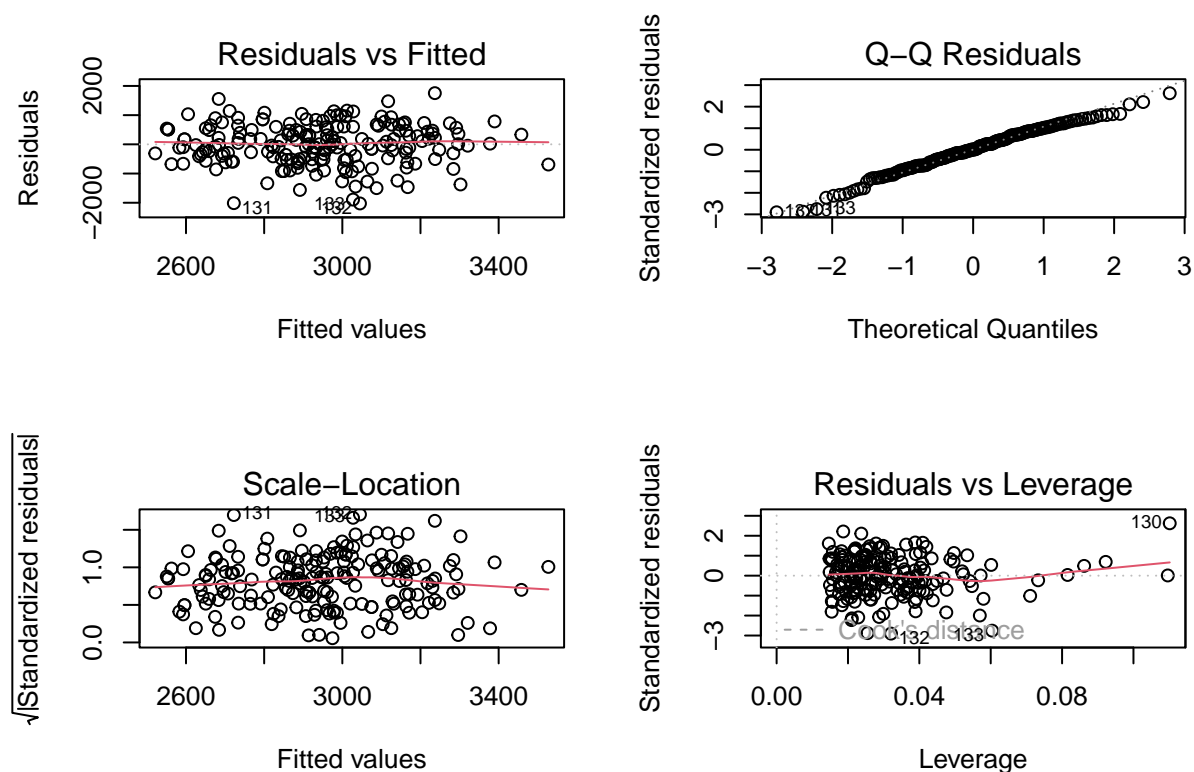 Residuals vs Fitted
Residuals
2000
−2000
131
132
2600
3000
3400
Fitted values
Q−Q Residuals
Standardized residuals
2
0
−3
133
−3 −2 −1 0 1 2 3
Theoretical Quantiles
Scale−Location
√|Standardized residuals|
1.0
0.0
131
132
2600
3000
3400
Fitted values
Residuals vs Leverage
Standardized residuals
2
0
−3
130
132
133
Cook's distance
0.00
0.04
0.08
Leverage